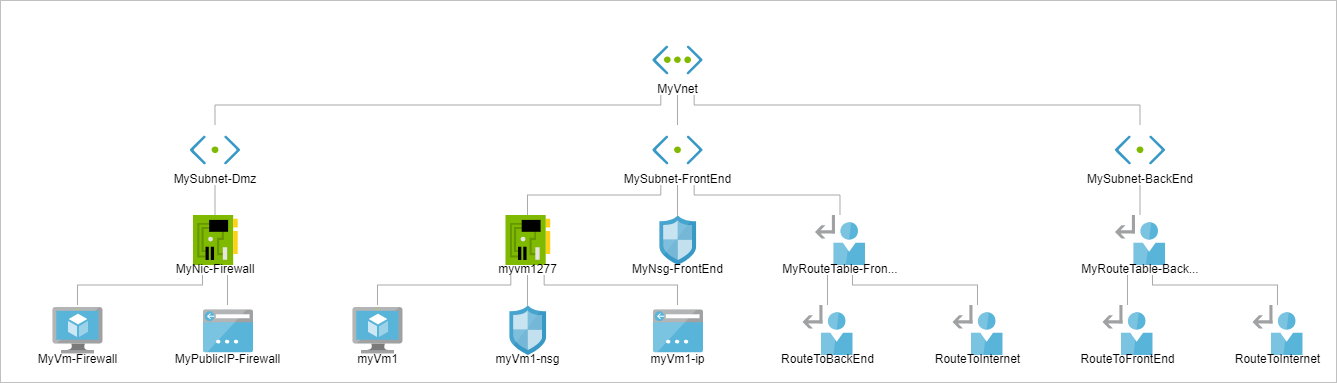 MyVnet
MySubnet-Dmz
MySubnet-FrontEnd
MySubnet-BackEnd
MyNic-Firewall
myvm1277
MyNsg-FrontEnd
MyRouteTable-Fron...
MyRouteTable-Back...
MyVm-Firewall
MyPublicIP-Firewall
myVm1
myVm1-nsg
myVm1-ip
RouteToBackEnd
RouteToInternet
RouteToFrontEnd
RouteToInternet